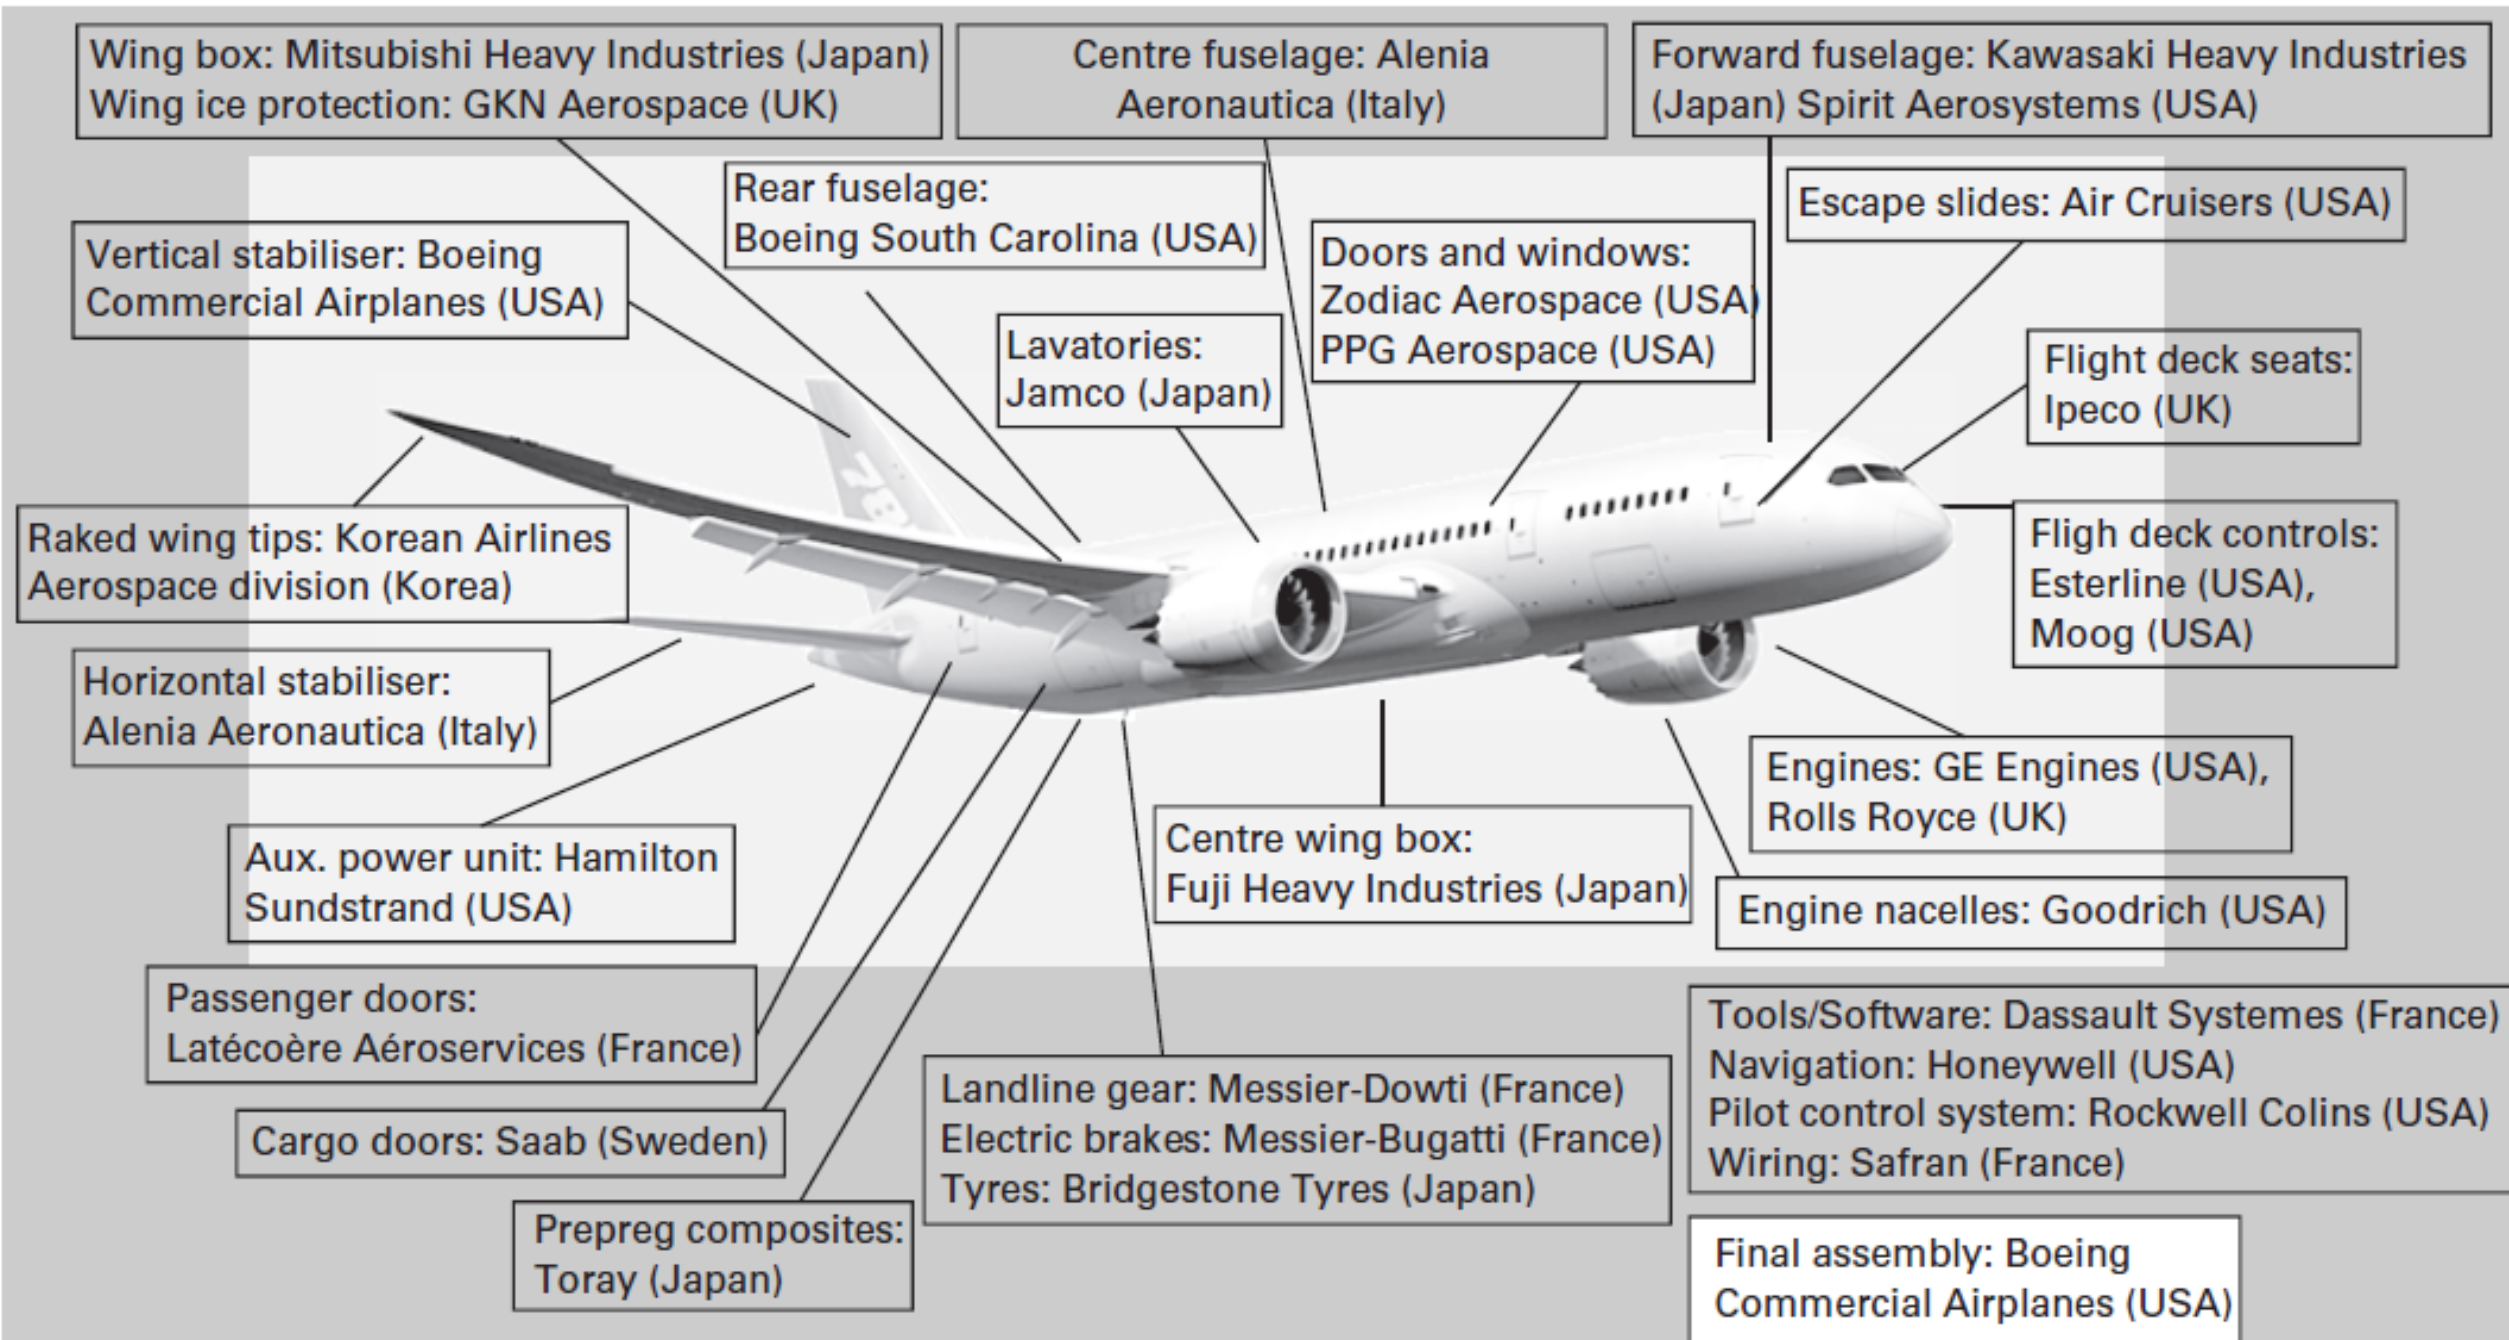 Wing box: Mitsubishi Heavy Industries (Japan)
Wing ice protection: GKN Aerospace (UK)
Centre fuselage: Alenia
Aeronautica (Italy)
Forward fuselage: Kawasaki Heavy Industries
(Japan) Spirit Aerosystems (USA)
Rear fuselage:
Boeing South Carolina (USA)
Escape slides: Air Cruisers (USA)
Vertical stabiliser: Boeing
Commercial Airplanes (USA)
Doors and windows:
Zodiac Aerospace (USA)
PPG Aerospace (USA)
Lavatories:
Jamco (Japan)
Flight deck seats:
Ipeco (UK)
78
Raked wing tips: Korean Airlines
Aerospace division (Korea)
Fligh deck controls:
Esterline (USA),
Moog (USA)
Horizontal stabiliser:
Alenia Aeronautica (Italy)
Engines: GE Engines (USA),
Rolls Royce (UK)
Aux. power unit: Hamilton
Sundstrand (USA)
Centre wing box:
Fuji Heavy Industries (Japan)
Engine nacelles: Goodrich (USA)
Passenger doors:
Latécoère Aéroservices (France)
Tools/Software: Dassault Systemes (France)
Navigation: Honeywell (USA)
Pilot control system: Rockwell Colins (USA)
Wiring: Safran (France)
Landline gear: Messier-Dowti (France)
Electric brakes: Messier-Bugatti (France)
Tyres: Bridgestone Tyres (Japan)
Cargo doors: Saab (Sweden)
Prepreg composites:
Toray (Japan)
Final assembly: Boeing
Commercial Airplanes (USA)